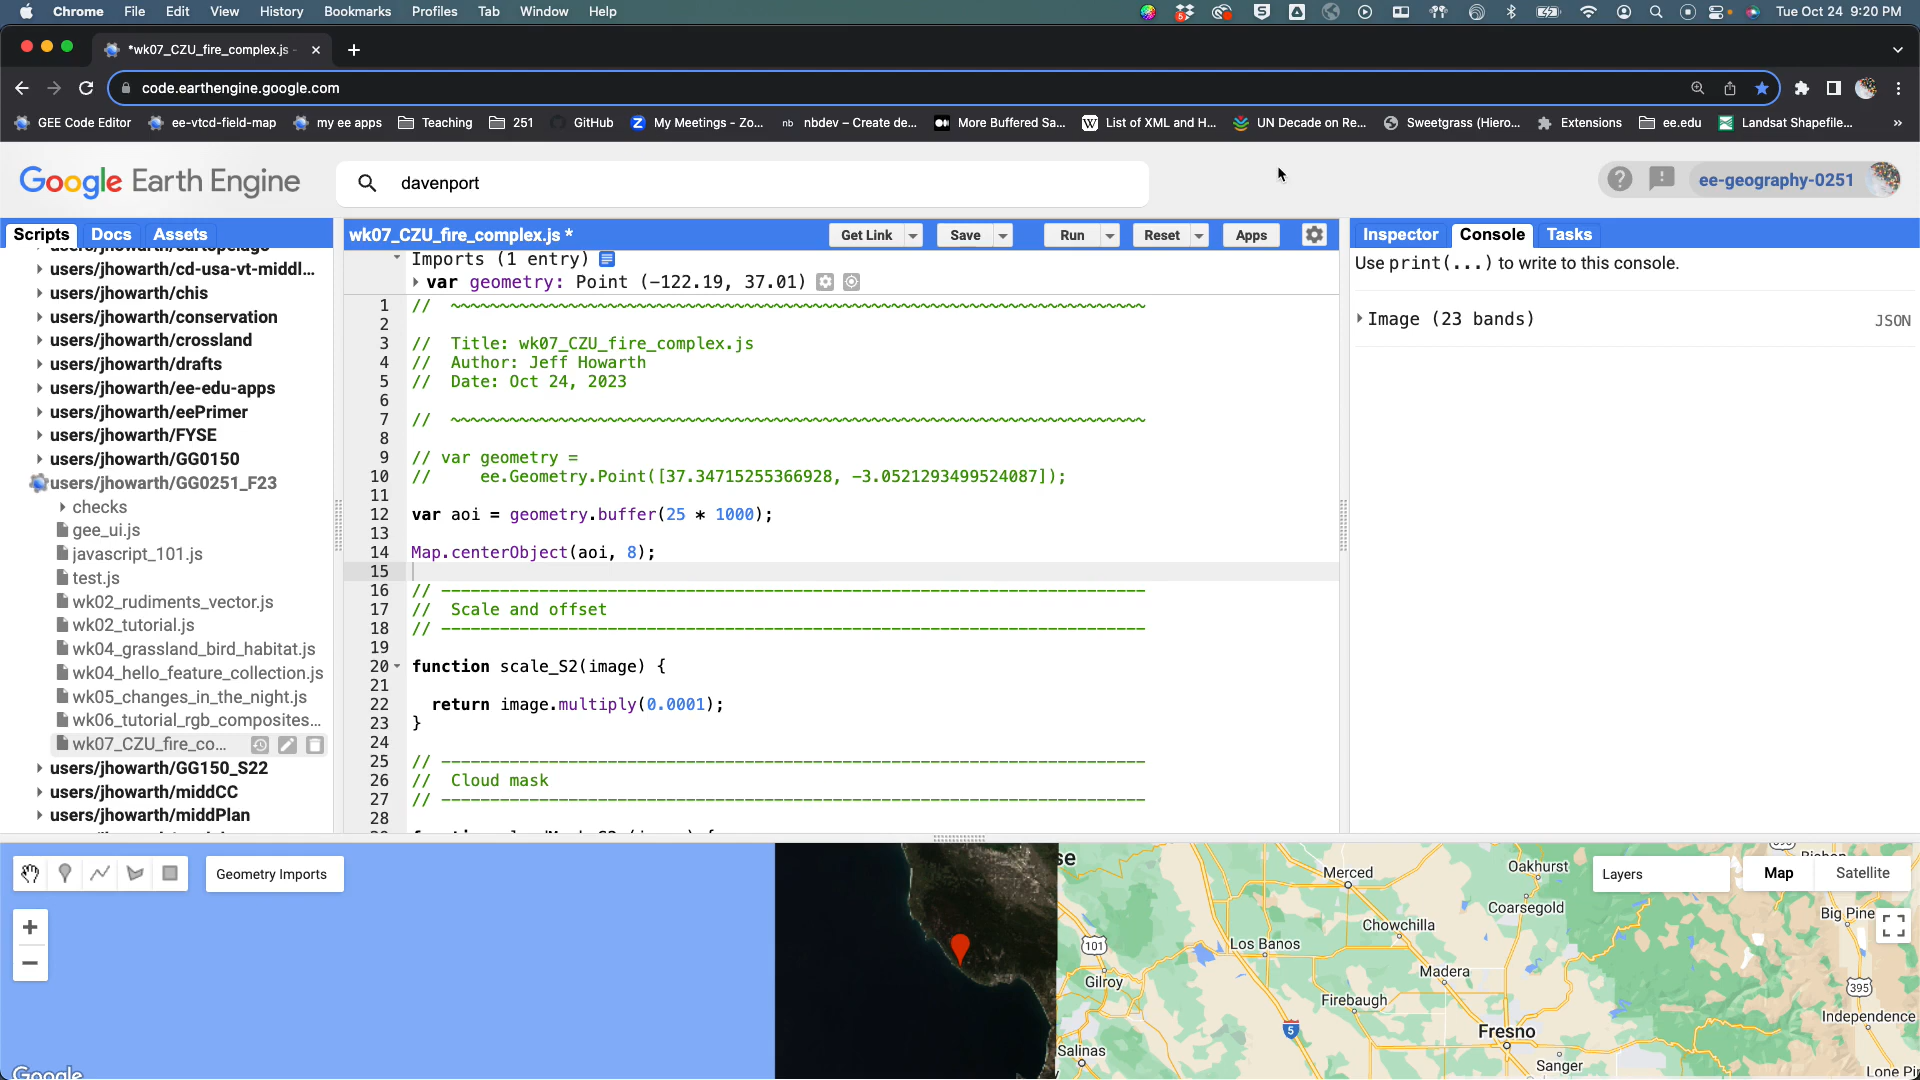 Chrome File Edit View History Bookmarks Profiles Tab Window Help
Tue Oct 24 9:20 PM
*wk07_CZU_fire_complex.js -
code.earthengine.google.com
GEE Code Editor ee-vtcd-field-map my ee apps Teaching 251 GitHub My Meetings - Zo... nbdev – Create de... More Buffered Sa... List of XML and H... UN Decade on Re... Sweetgrass (Hiero... Extensions ee.edu Landsat Shapefile... »
Google Earth Engine
davenport
ee-geography-0251
Scripts Docs Assets
users/jhowarth/cd-usa-vt-middl...
users/jhowarth/chis
users/jhowarth/conservation
users/jhowarth/crossland
users/jhowarth/drafts
users/jhowarth/ee-edu-apps
users/jhowarth/eePrimer
users/jhowarth/FYSE
users/jhowarth/GG0150
users/jhowarth/GG0251_F23
checks
gee_ui.js
javascript_101.js
test.js
wk02_rudiments_vector.js
wk02_tutorial.js
wk04_grassland_bird_habitat.js
wk04_hello_feature_collection.js
wk05_changes_in_the_night.js
wk06_tutorial_rgb_composites...
wk07_CZU_fire_co...
users/jhowarth/GG150_S22
users/jhowarth/middCC
users/jhowarth/middPlan
wk07_CZU_fire_complex.js *
Get Link Save Run Reset Apps
Imports (1 entry)
var geometry: Point (-122.19, 37.01)
1 // ~~~~~~~~~~~~~~~~~~~~~~~~~~~~~~~~~~~~~~~~~~~~~~~~~~~~~~~~~~~~~~~~~~~~~~~
2
3 // Title: wk07_CZU_fire_complex.js
4 // Author: Jeff Howarth
5 // Date: Oct 24, 2023
6
7 // ~~~~~~~~~~~~~~~~~~~~~~~~~~~~~~~~~~~~~~~~~~~~~~~~~~~~~~~~~~~~~~~~~~~~~~~
8
9 // var geometry =
10 // ee.Geometry.Point([37.34715255366928, -3.0521293499524087]);
11
12 var aoi = geometry.buffer(25 * 1000);
13
14 Map.centerObject(aoi, 8);
15
16 // ------------------------------------------------------------------------
17 // Scale and offset
18 // ------------------------------------------------------------------------
19
20 function scale_S2(image) {
21
22 return image.multiply(0.0001);
23 }
24
25 // ------------------------------------------------------------------------
26 // Cloud mask
27 // ------------------------------------------------------------------------
28
Inspector Console Tasks
Use print(...) to write to this console.
Image (23 bands) JSON
Geometry Imports
Layers
Map Satellite
+
−
se
Merced
Oakhurst
Coarsegold
Chowchilla
Big Pine
101
Los Banos
Madera
Gilroy
395
Firebaugh
5
Fresno
Independence
Salinas
Sanger
Lone Pi
Google